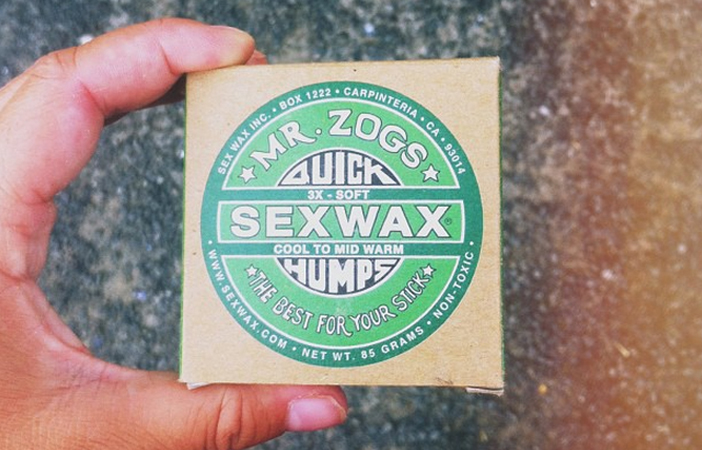 SEX WAX INC. • BOX 1222 • CARPINTERIA • CA • 93014
MR. ZOGS
QUICK
3X - SOFT
SEXWAX®
COOL TO MID WARM
HUMPS
THE BEST FOR YOUR STICK
• WWW.SEXWAX.COM • NET WT. 85 GRAMS • NON-TOXIC •